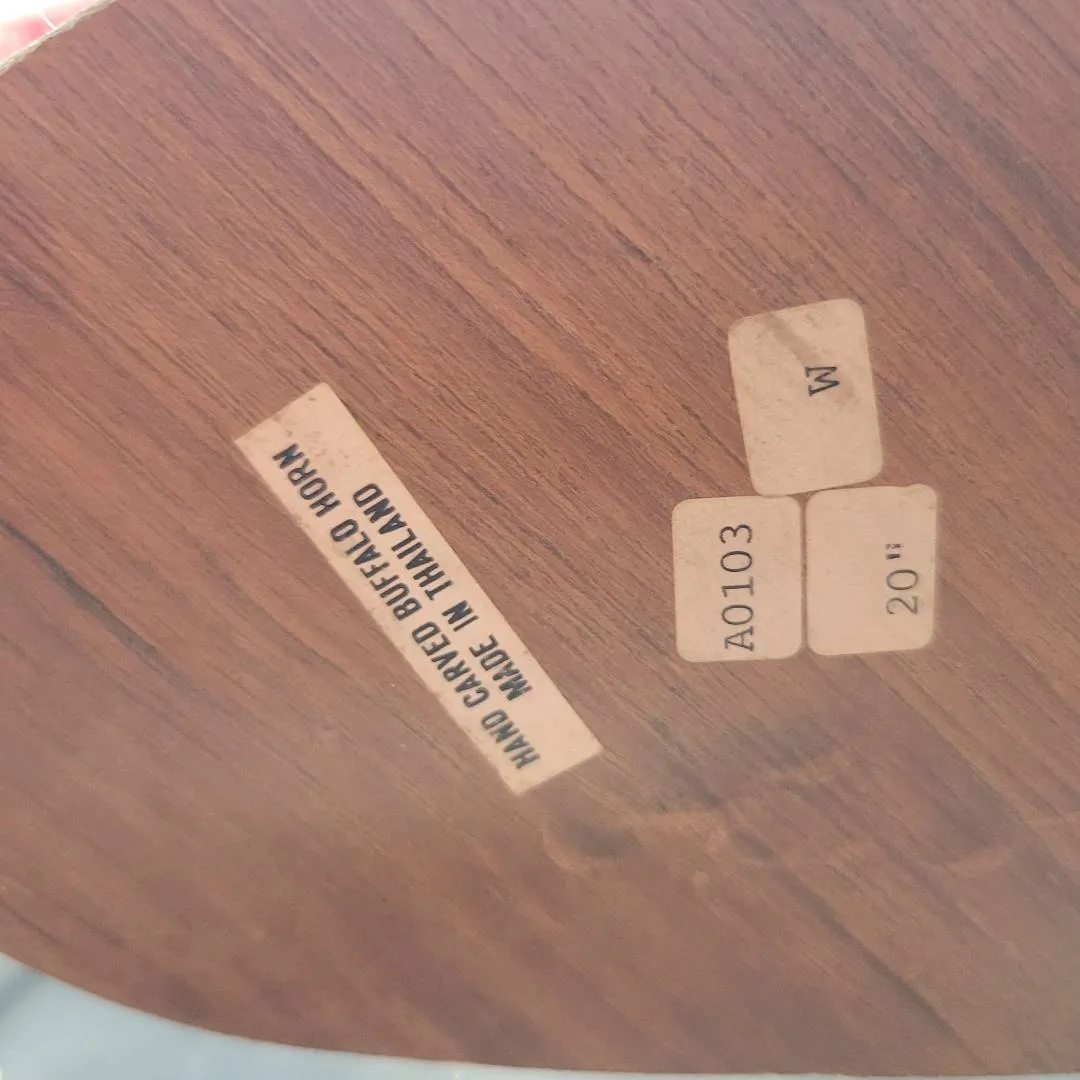 HAND CARVED BUFFALO HORN
MADE IN THAILAND
W
A0103
20"